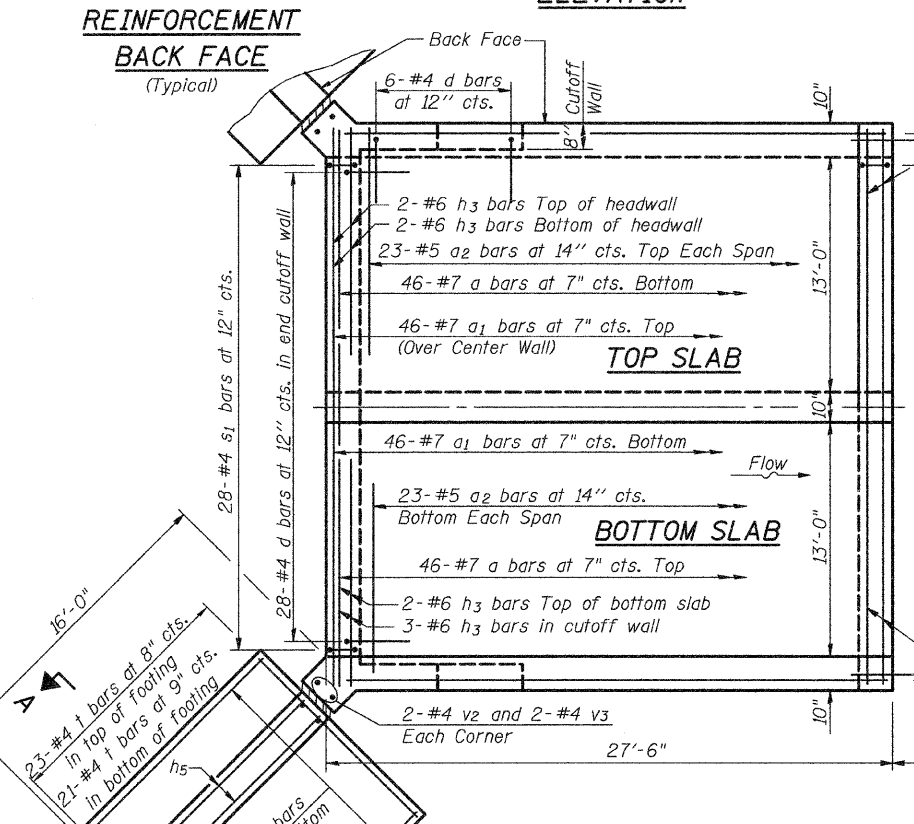 REINFORCEMENT
BACK FACE
(Typical)
Back Face
6-#4 d bars
at 12" cts.
8" Cutoff
Wall
10"
2-#6 h3 bars Top of headwall
2-#6 h3 bars Bottom of headwall
23-#5 a2 bars at 14" cts. Top Each Span
46-#7 a bars at 7" cts. Bottom
46-#7 a1 bars at 7" cts. Top
(Over Center Wall)
TOP SLAB
13'-0"
28-#4 s1 bars at 12" cts.
28-#4 d bars at 12" cts. in end cutoff wall
10"
46-#7 a1 bars at 7" cts. Bottom
Flow
23-#5 a2 bars at 14" cts.
Bottom Each Span
BOTTOM SLAB
13'-0"
46-#7 a bars at 7" cts. Top
2-#6 h3 bars Top of bottom slab
3-#6 h3 bars in cutoff wall
16'-0"
A
23-#4 t bars at 8" cts.
in top of footing
21-#4 t bars at 9" cts.
in bottom of footing
h5
2-#4 v2 and 2-#4 v3
Each Corner
10"
27'-6"
bars